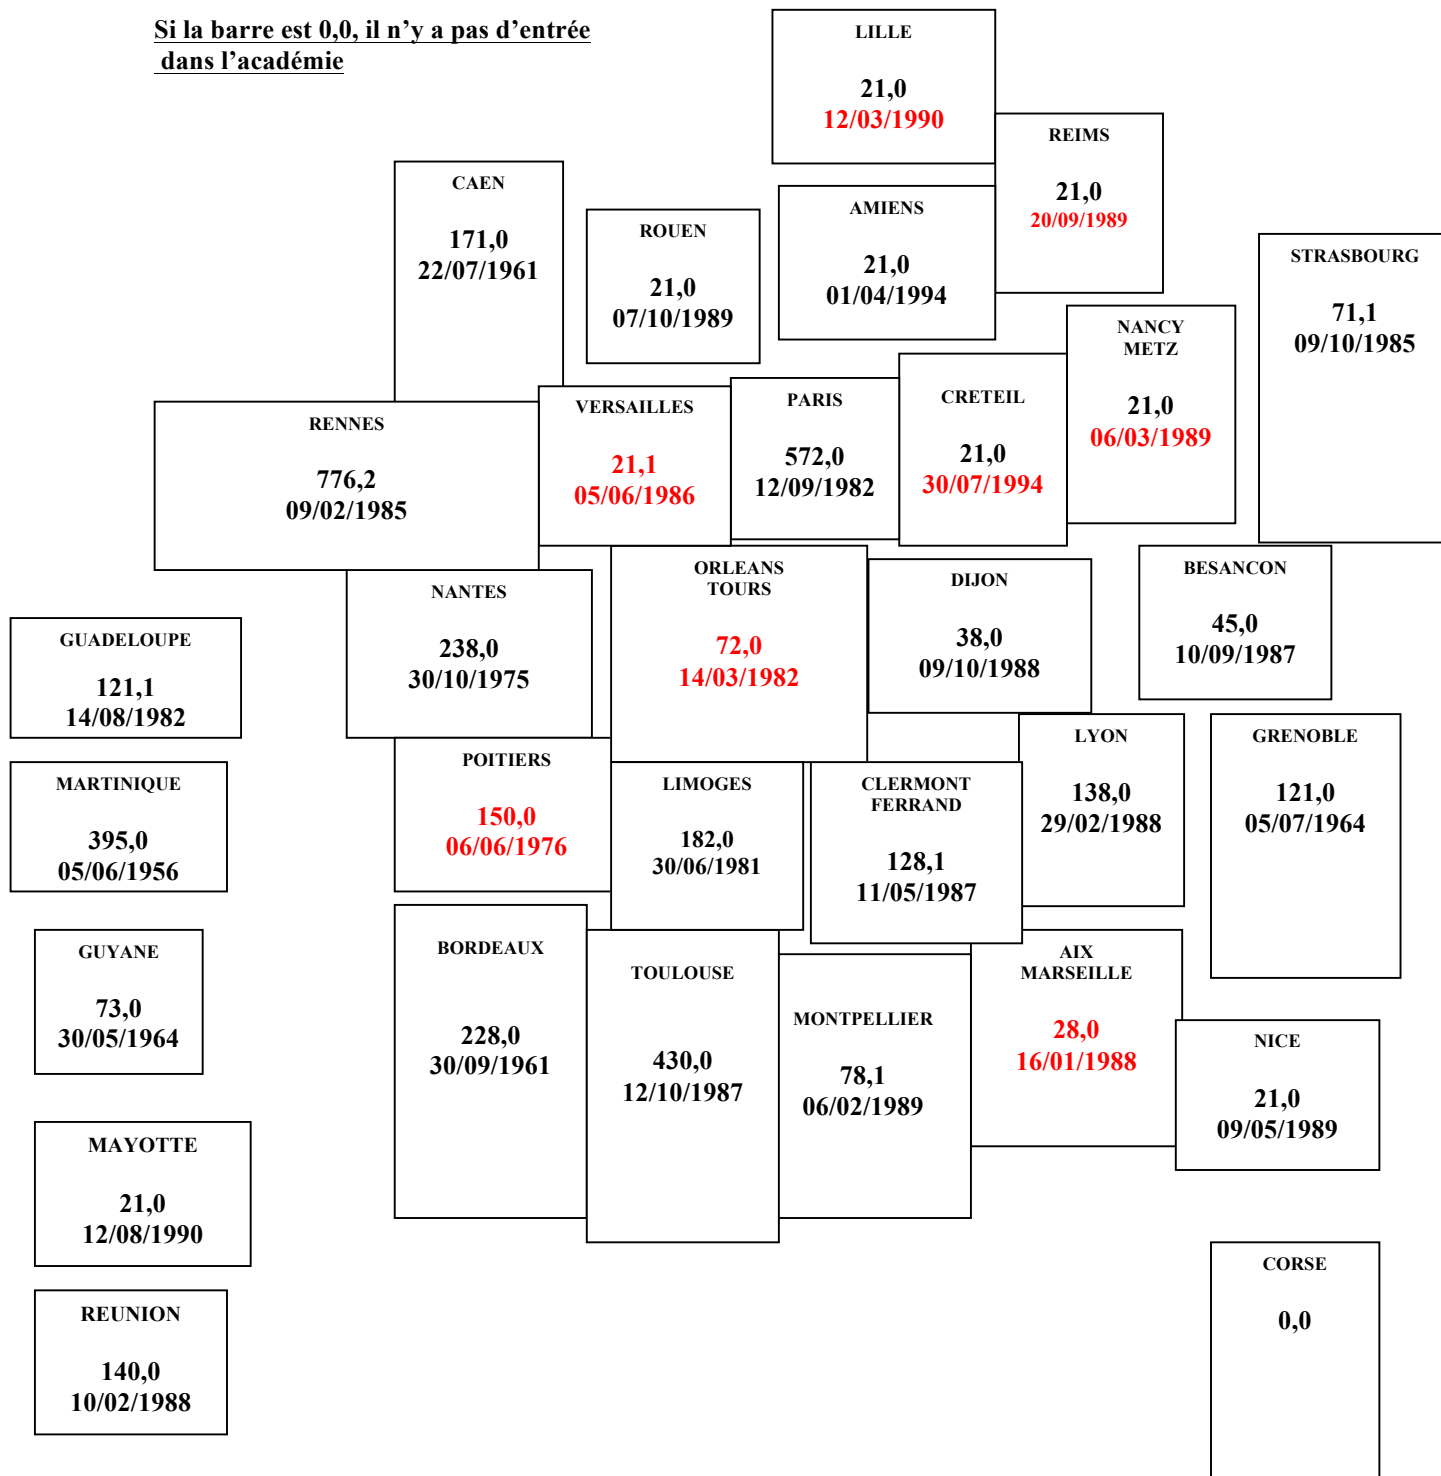 Si la barre est 0,0, il n’y a pas d’entrée
dans l’académie
LILLE
21,0
12/03/1990
REIMS
21,0
20/09/1989
CAEN
171,0
22/07/1961
ROUEN
21,0
07/10/1989
AMIENS
21,0
01/04/1994
STRASBOURG
71,1
09/10/1985
NANCY
METZ
21,0
06/03/1989
RENNES
776,2
09/02/1985
VERSAILLES
21,1
05/06/1986
PARIS
572,0
12/09/1982
CRETEIL
21,0
30/07/1994
NANTES
238,0
30/10/1975
ORLEANS
TOURS
72,0
14/03/1982
DIJON
38,0
09/10/1988
BESANCON
45,0
10/09/1987
GUADELOUPE
121,1
14/08/1982
MARTINIQUE
395,0
05/06/1956
POITIERS
150,0
06/06/1976
LIMOGES
182,0
30/06/1981
CLERMONT
FERRAND
128,1
11/05/1987
LYON
138,0
29/02/1988
GRENOBLE
121,0
05/07/1964
GUYANE
73,0
30/05/1964
BORDEAUX
228,0
30/09/1961
TOULOUSE
430,0
12/10/1987
MONTPELLIER
78,1
06/02/1989
AIX
MARSEILLE
28,0
16/01/1988
NICE
21,0
09/05/1989
MAYOTTE
21,0
12/08/1990
REUNION
140,0
10/02/1988
CORSE
0,0